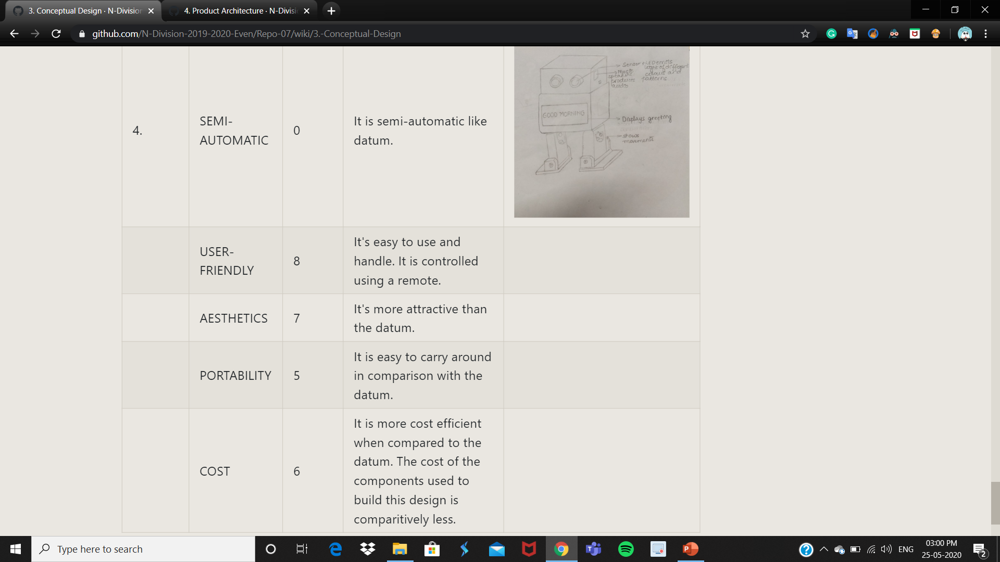 3. Conceptual Design · N-Division
4. Product Architecture · N-Divisi
github.com/N-Division-2019-2020-Even/Repo-07/wiki/3.-Conceptual-Design
Sensor + LED emits
light of different
colours and
patterns
Music
speakers
produces
audio
GOOD MORNING
Displays greeting
shows
movements
4.
SEMI-
AUTOMATIC
0
It is semi-automatic like
datum.
USER-
FRIENDLY
8
It's easy to use and
handle. It is controlled
using a remote.
AESTHETICS
7
It's more attractive than
the datum.
PORTABILITY
5
It is easy to carry around
in comparison with the
datum.
COST
6
It is more cost efficient
when compared to the
datum. The cost of the
components used to
build this design is
comparitively less.
Type here to search
ENG
03:00 PM
25-05-2020
2